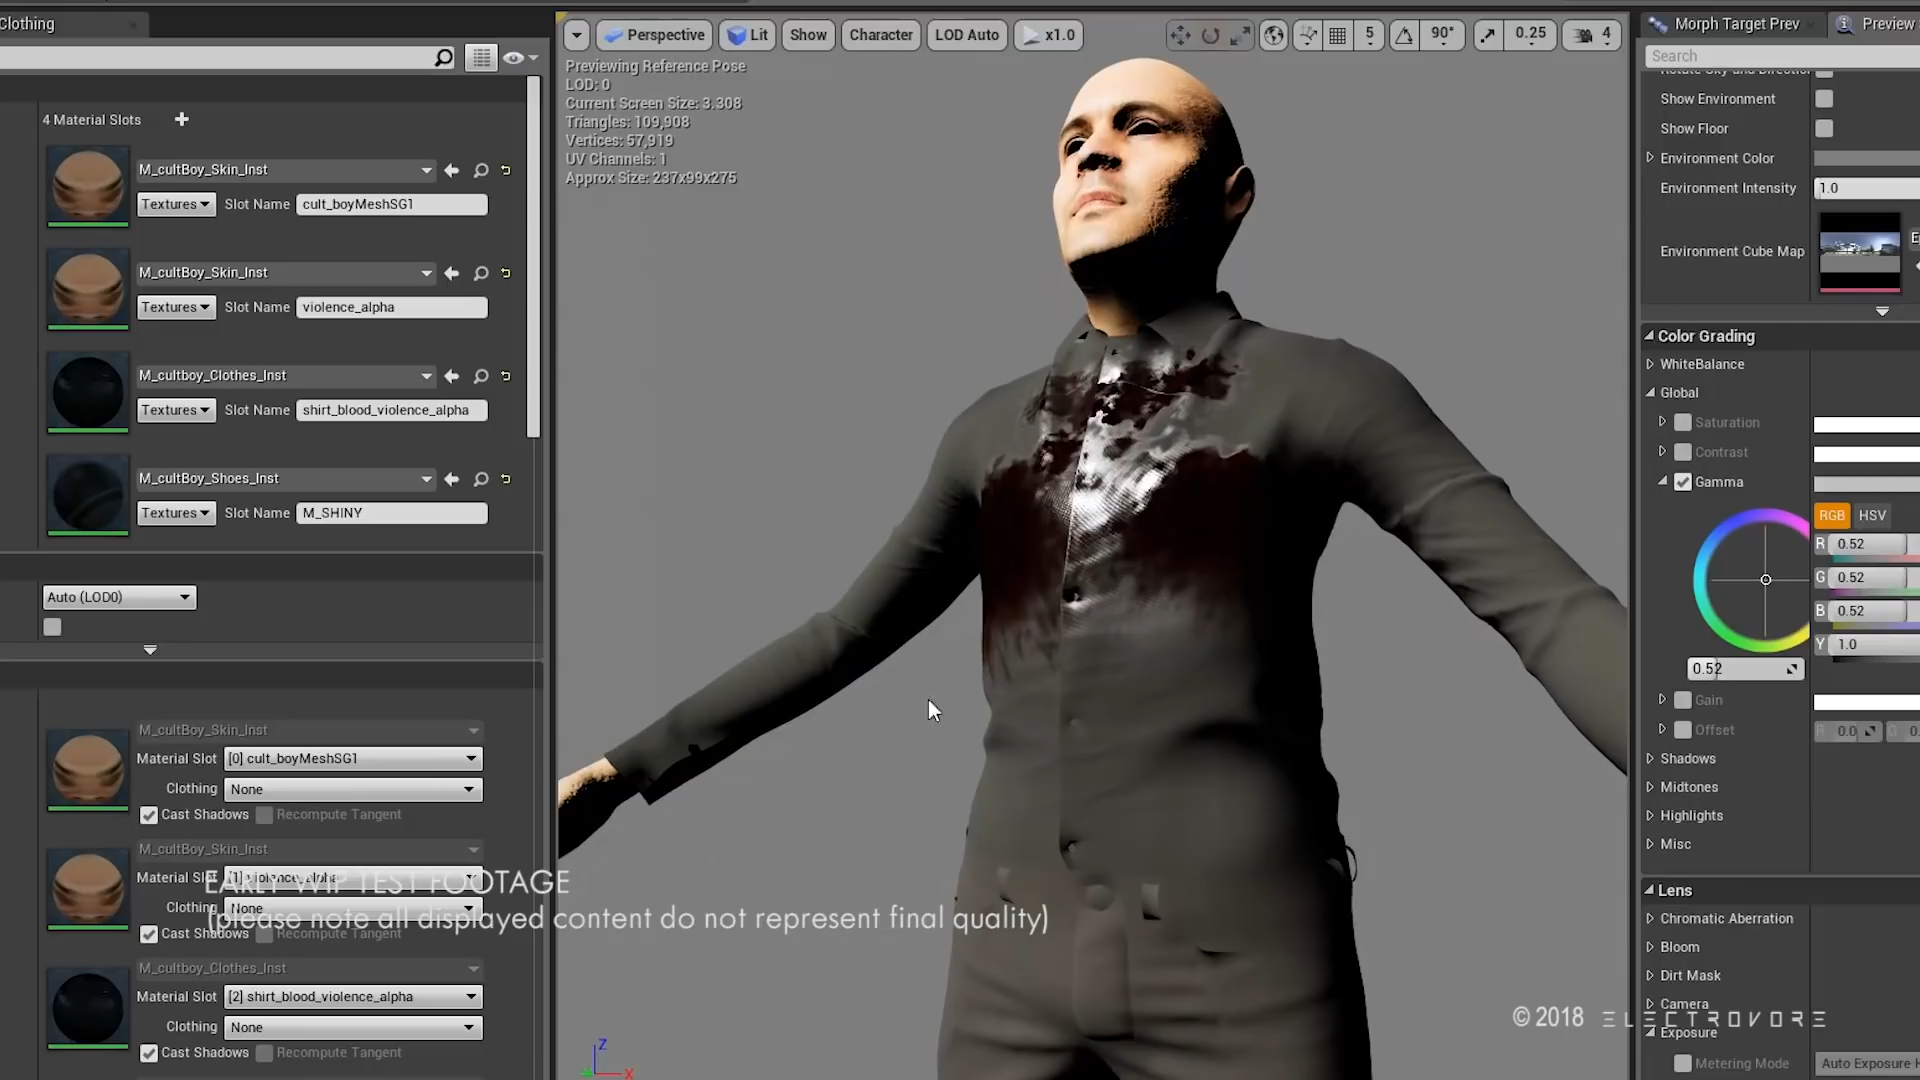 Clothing
4 Material Slots
M_cultBoy_Skin_Inst
Textures
Slot Name
cult_boyMeshSG1
M_cultBoy_Skin_Inst
Textures
Slot Name
violence_alpha
M_cultboy_Clothes_Inst
Textures
Slot Name
shirt_blood_violence_alpha
M_cultBoy_Shoes_Inst
Textures
Slot Name
M_SHINY
Auto (LOD0)
M_cultBoy_Skin_Inst
Material Slot
[0] cult_boyMeshSG1
Clothing
None
Cast Shadows
Recompute Tangent
M_cultBoy_Skin_Inst
Material Slot
[1] violence_alpha
Clothing
None
Cast Shadows
Recompute Tangent
M_cultboy_Clothes_Inst
Material Slot
[2] shirt_blood_violence_alpha
Clothing
None
Cast Shadows
Recompute Tangent
EARLY WIP TEST FOOTAGE
(please note all displayed content do not represent final quality)
Perspective
Lit
Show
Character
LOD Auto
x1.0
5
90°
0.25
4
Previewing Reference Pose
LOD: 0
Current Screen Size: 3.308
Triangles: 109,908
Vertices: 57,919
UV Channels: 1
Approx Size: 237x99x275
Z
X
Morph Target Prev
Preview
Search
Show Environment
Show Floor
Environment Color
Environment Intensity
1.0
Environment Cube Map
Color Grading
WhiteBalance
Global
Saturation
Contrast
Gamma
RGB
HSV
R 0.52
G 0.52
B 0.52
Y 1.0
0.52
Gain
Offset
R 0.0
Shadows
Midtones
Highlights
Misc
Lens
Chromatic Aberration
Bloom
Dirt Mask
Camera
Exposure
Metering Mode
Auto Exposure H
© 2018 ELECTROVORE